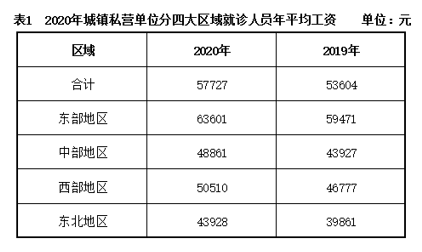 表1 2020年城镇私营单位分四大区域就诊人员年平均工资 单位：元
区域 2020年 2019年
合计 57727 53604
东部地区 63601 59471
中部地区 48861 43927
西部地区 50510 46777
东北地区 43928 39861